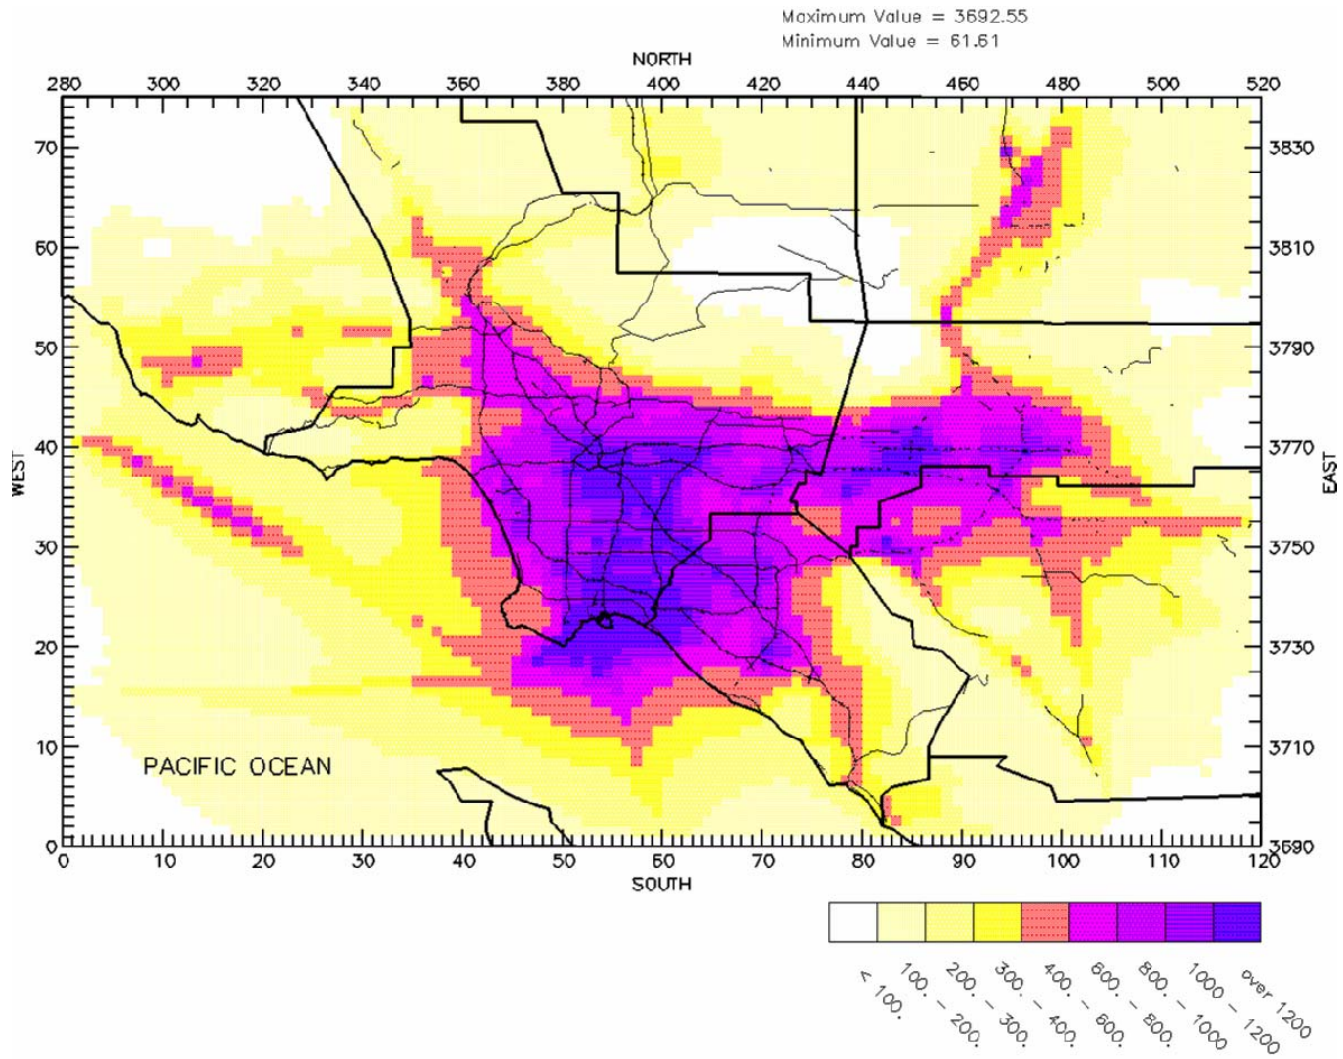 Maximum Value = 3692.55
Minimum Value = 61.61
NORTH
280 300 320 340 360 380 400 420 440 460 480 500 520
70 3830
60 3810
50 3790
40 3770
WEST EAST
30 3750
20 3730
10 3710
PACIFIC OCEAN
0 3690
0 10 20 30 40 50 60 70 80 90 100 110 120
SOUTH
< 100.
100. - 200.
200. - 300.
300. - 400.
400. - 600.
600. - 800.
800. - 1000
1000 - 1200
over 1200